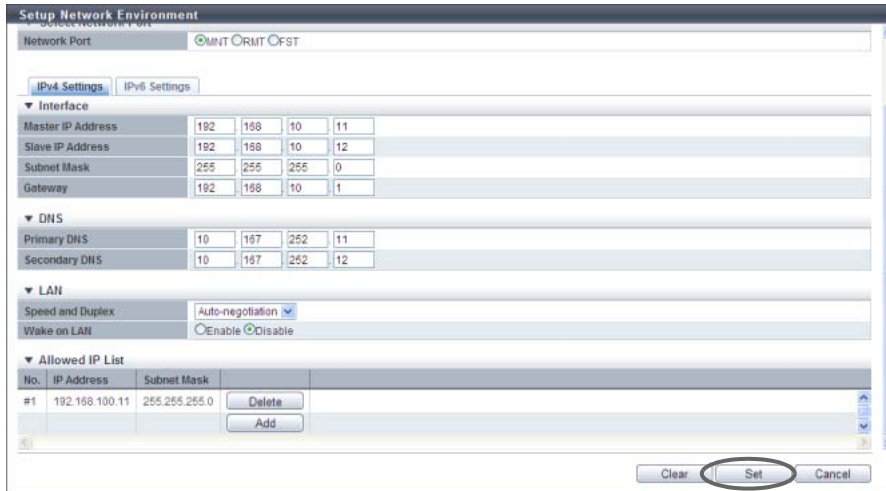 Setup Network Environment
Select Network Port
Network Port MNT RMT FST
IPv4 Settings IPv6 Settings
▼ Interface
Master IP Address 192 . 168 . 10 . 11
Slave IP Address 192 . 168 . 10 . 12
Subnet Mask 255 . 255 . 255 . 0
Gateway 192 . 168 . 10 . 1
▼ DNS
Primary DNS 10 . 167 . 252 . 11
Secondary DNS 10 . 167 . 252 . 12
▼ LAN
Speed and Duplex Auto-negotiation
Wake on LAN Enable Disable
▼ Allowed IP List
No. IP Address Subnet Mask
#1 192.168.100.11 255.255.255.0 Delete
Add
Clear Set Cancel